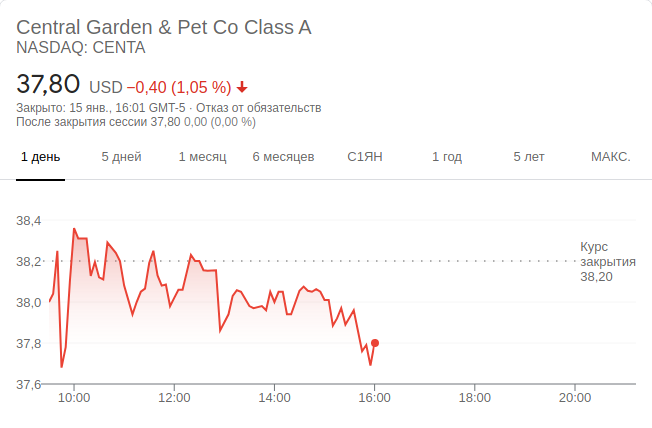 Central Garden & Pet Co Class A
NASDAQ: CENTA
37,80 USD −0,40 (1,05 %)
Закрыто: 15 янв., 16:01 GMT-5 · Отказ от обязательств
После закрытия сессии 37,80 0,00 (0,00 %)
1 день 5 дней 1 месяц 6 месяцев С1ЯН 1 год 5 лет МАКС.
38,4
38,2
38,0
37,8
37,6
Курс
закрытия
38,20
10:00 12:00 14:00 16:00 18:00 20:00